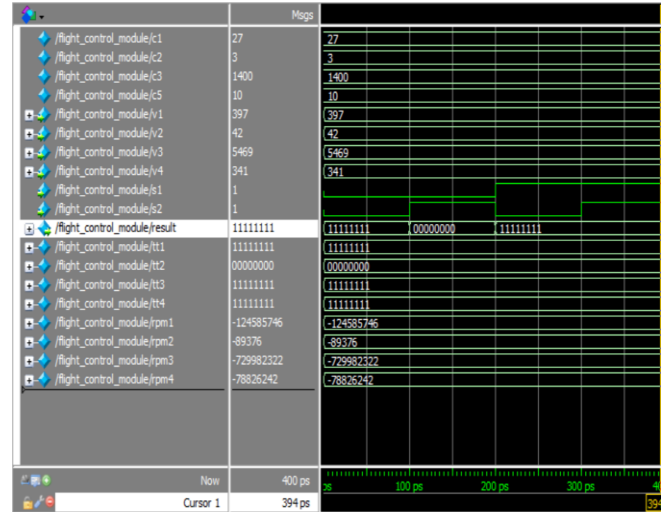 Msgs
/flight_control_module/c1 27 27
/flight_control_module/c2 3 3
/flight_control_module/c3 1400 1400
/flight_control_module/c5 10 10
/flight_control_module/v1 397 397
/flight_control_module/v2 42 42
/flight_control_module/v3 5469 5469
/flight_control_module/v4 341 341
/flight_control_module/s1 1
/flight_control_module/s2 1
/flight_control_module/result 11111111 11111111 00000000 11111111
/flight_control_module/tt1 11111111 11111111
/flight_control_module/tt2 00000000 00000000
/flight_control_module/tt3 11111111 11111111
/flight_control_module/tt4 11111111 11111111
/flight_control_module/rpm1 -124585746 -124585746
/flight_control_module/rpm2 -89376 -89376
/flight_control_module/rpm3 -729982322 -729982322
/flight_control_module/rpm4 -78826242 -78826242
Now 400 ps 100 ps 200 ps 300 ps
Cursor 1 394 ps